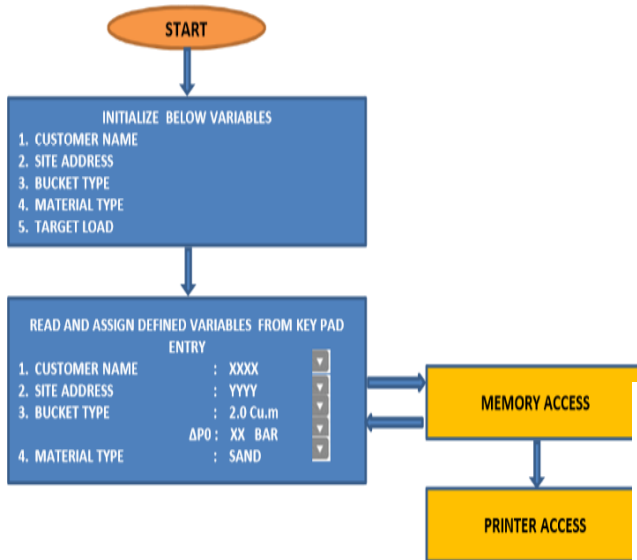 START
INITIALIZE BELOW VARIABLES
1. CUSTOMER NAME
2. SITE ADDRESS
3. BUCKET TYPE
4. MATERIAL TYPE
5. TARGET LOAD
READ AND ASSIGN DEFINED VARIABLES FROM KEY PAD
ENTRY
1. CUSTOMER NAME : XXXX
2. SITE ADDRESS : YYYY
3. BUCKET TYPE : 2.0 Cu.m
ΔP0 : XX BAR
4. MATERIAL TYPE : SAND
MEMORY ACCESS
PRINTER ACCESS